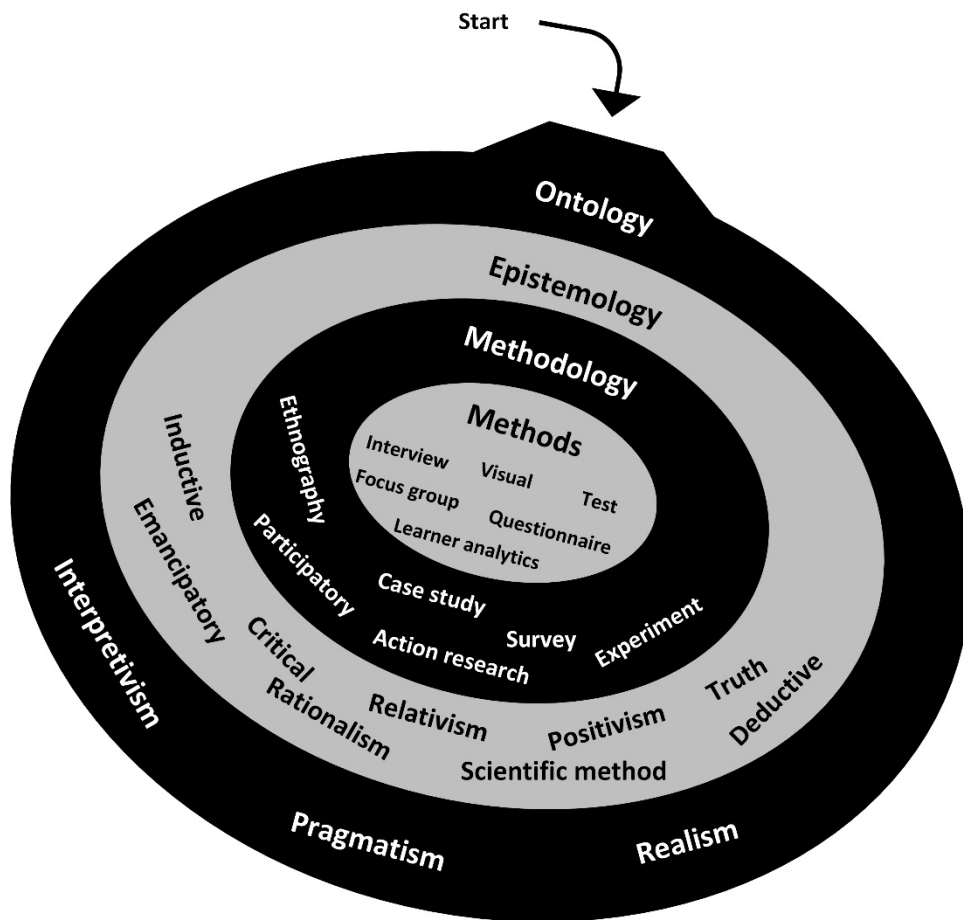 Start
Ontology
Epistemology
Methodology
Methods
Interview
Visual
Test
Focus group
Questionnaire
Learner analytics
Ethnography
Participatory
Case study
Action research
Survey
Experiment
Inductive
Emancipatory
Critical
Rationalism
Relativism
Positivism
Truth
Deductive
Scientific method
Interpretivism
Pragmatism
Realism